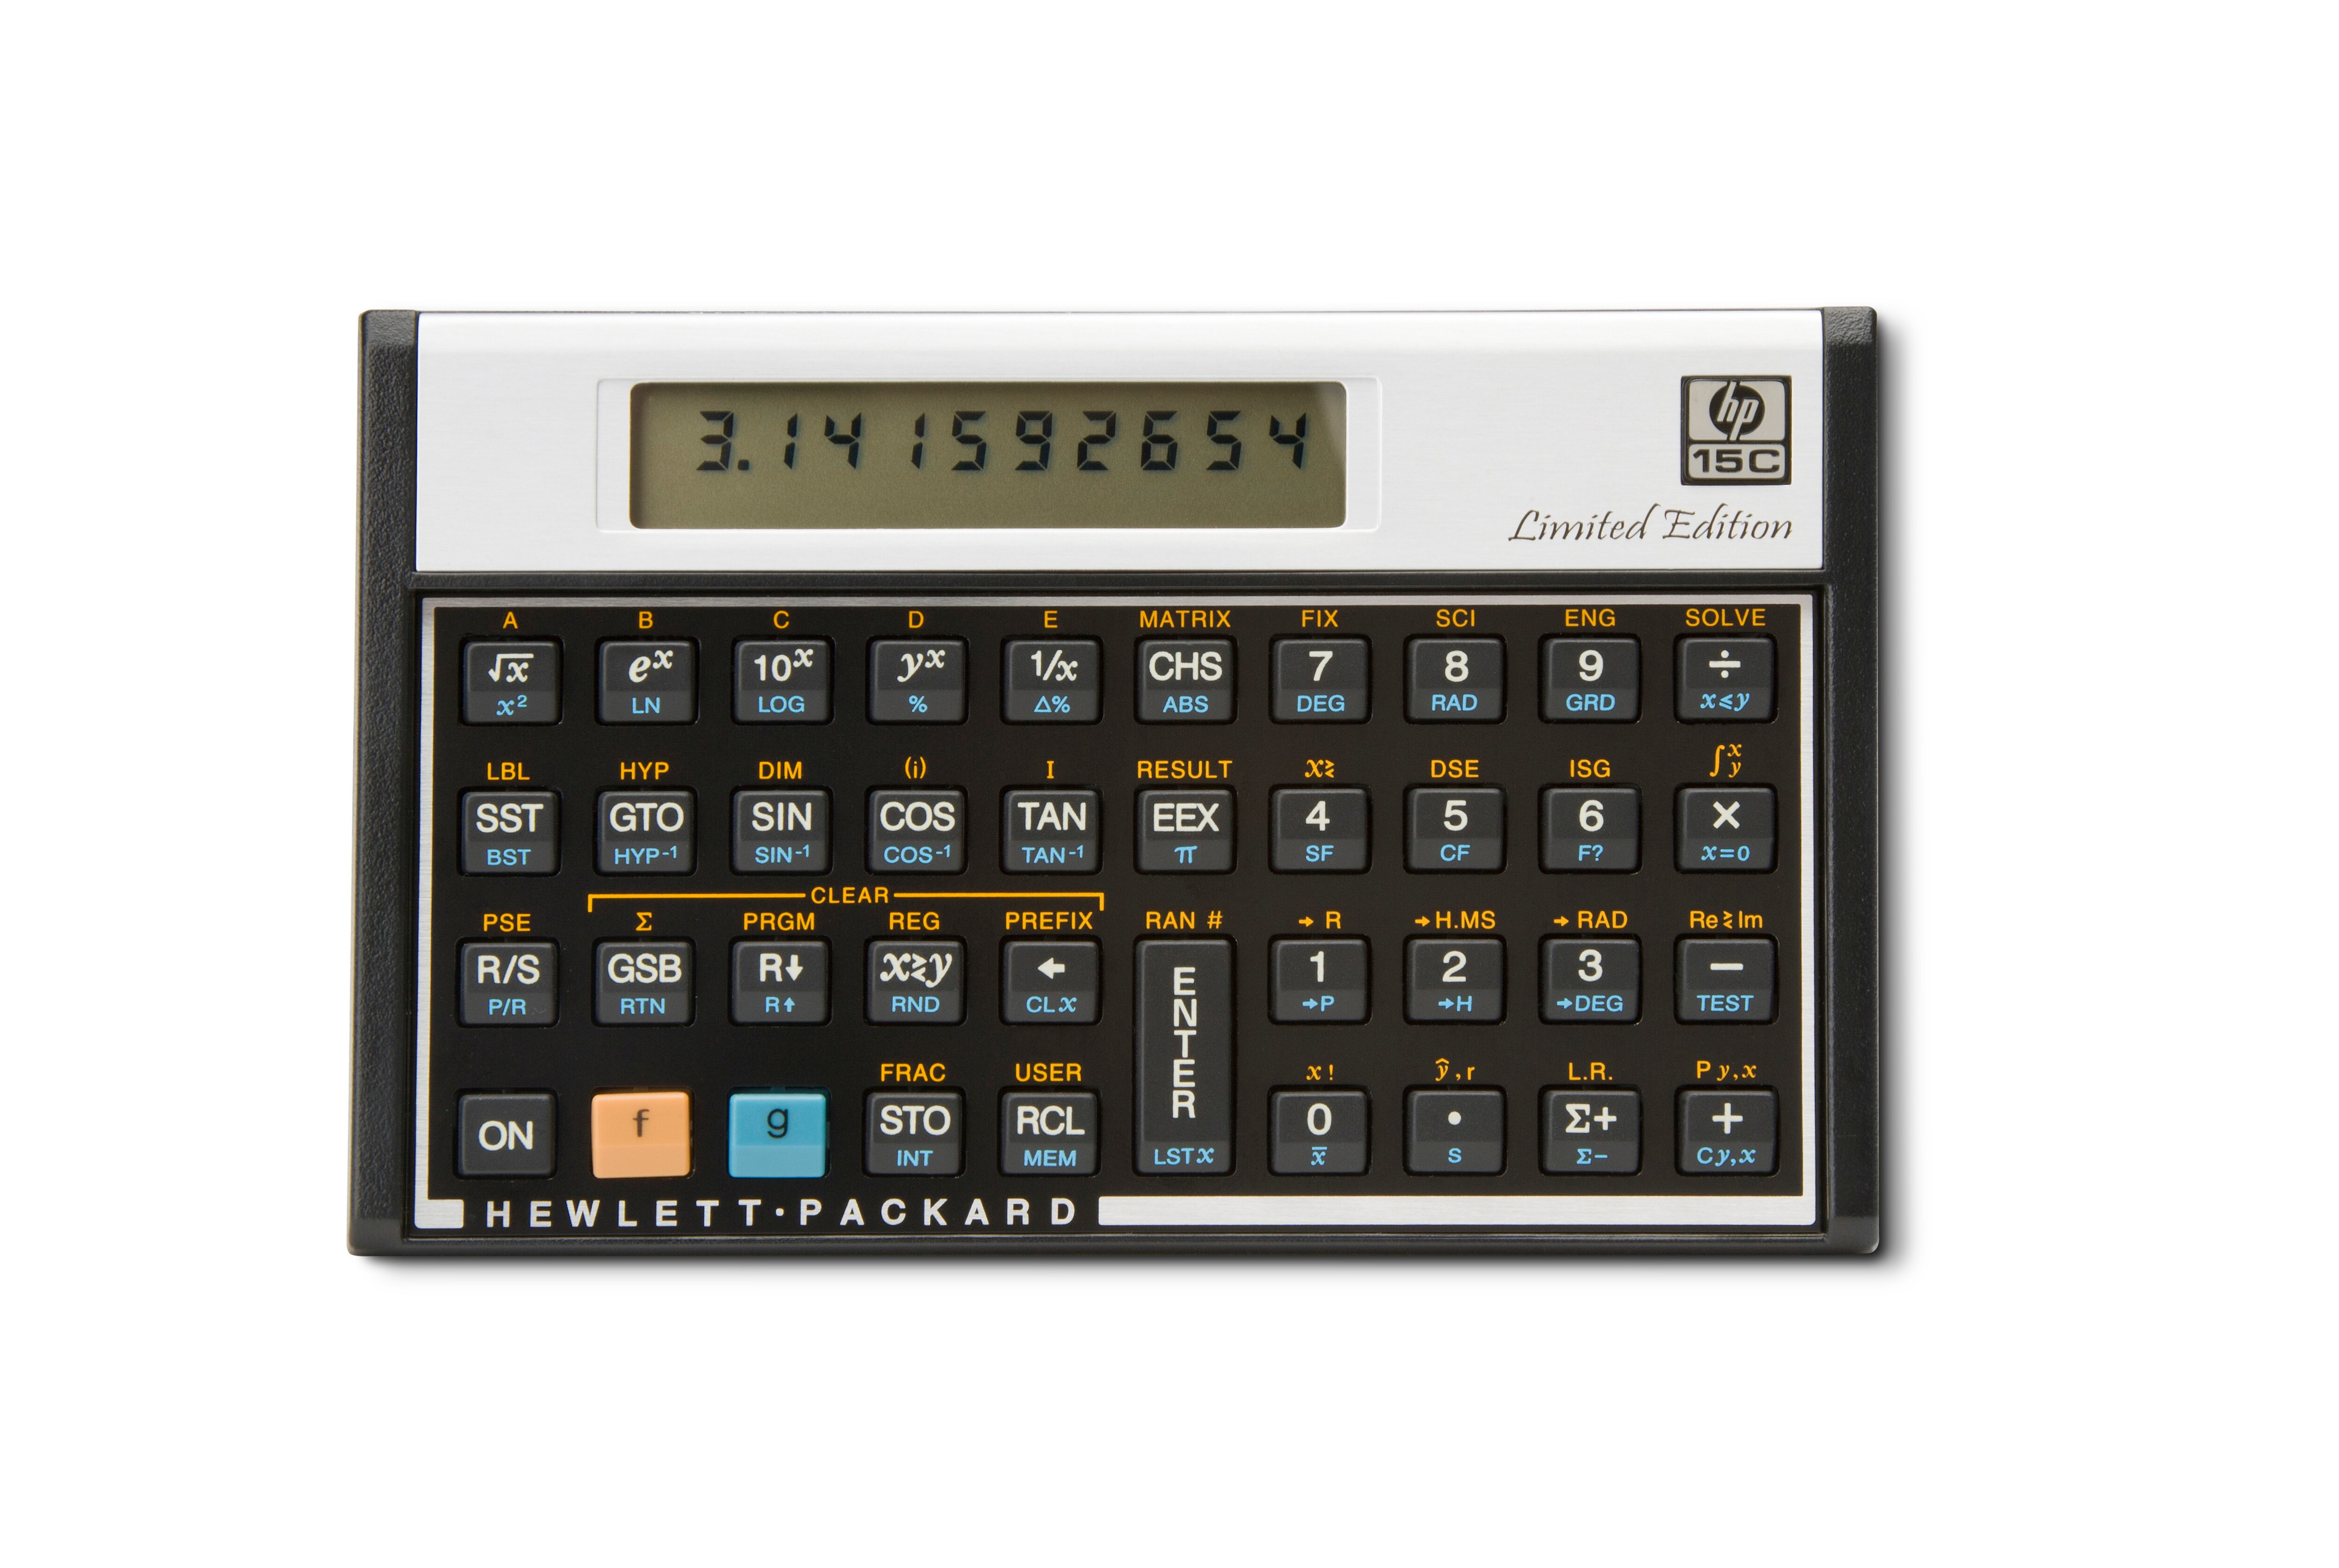 3.141592654
hp
15C
Limited Edition
A B C D E MATRIX FIX SCI ENG SOLVE
√x eˣ 10ˣ yˣ 1/x CHS 7 8 9 ÷
x² LN LOG % Δ% ABS DEG RAD GRD x≤y
LBL HYP DIM (i) I RESULT x≷ DSE ISG ∫xy
SST GTO SIN COS TAN EEX 4 5 6 ×
BST HYP⁻¹ SIN⁻¹ COS⁻¹ TAN⁻¹ π SF CF F? x=0
CLEAR
PSE Σ PRGM REG PREFIX RAN # → R → H.MS → RAD Re≷Im
R/S GSB R↓ x≷y ← ENTER 1 2 3 −
P/R RTN R↑ RND CLx →P →H →DEG TEST
FRAC USER x! ŷ,r L.R. Py,x
ON f g STO RCL 0 • Σ+ +
INT MEM LSTx x̄ s Σ− Cy,x
HEWLETT·PACKARD